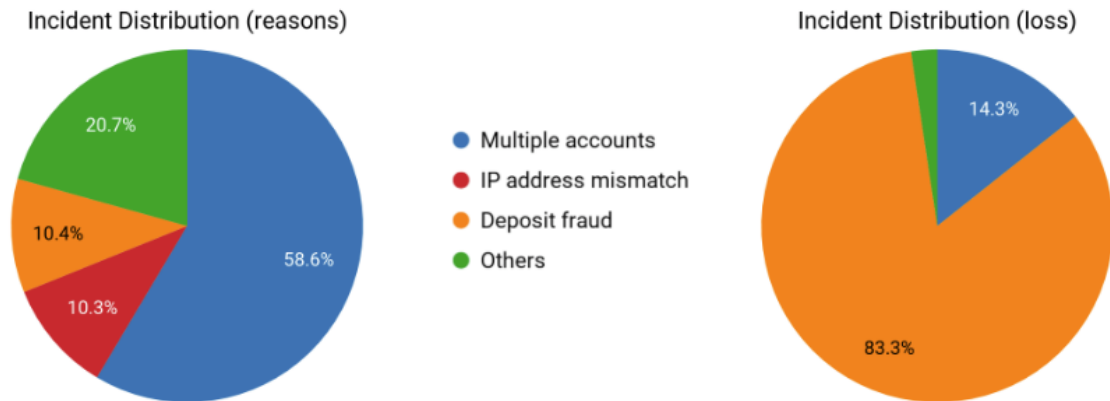 Incident Distribution (reasons)
20.7%
10.4%
10.3%
58.6%
Multiple accounts
IP address mismatch
Deposit fraud
Others
Incident Distribution (loss)
14.3%
83.3%